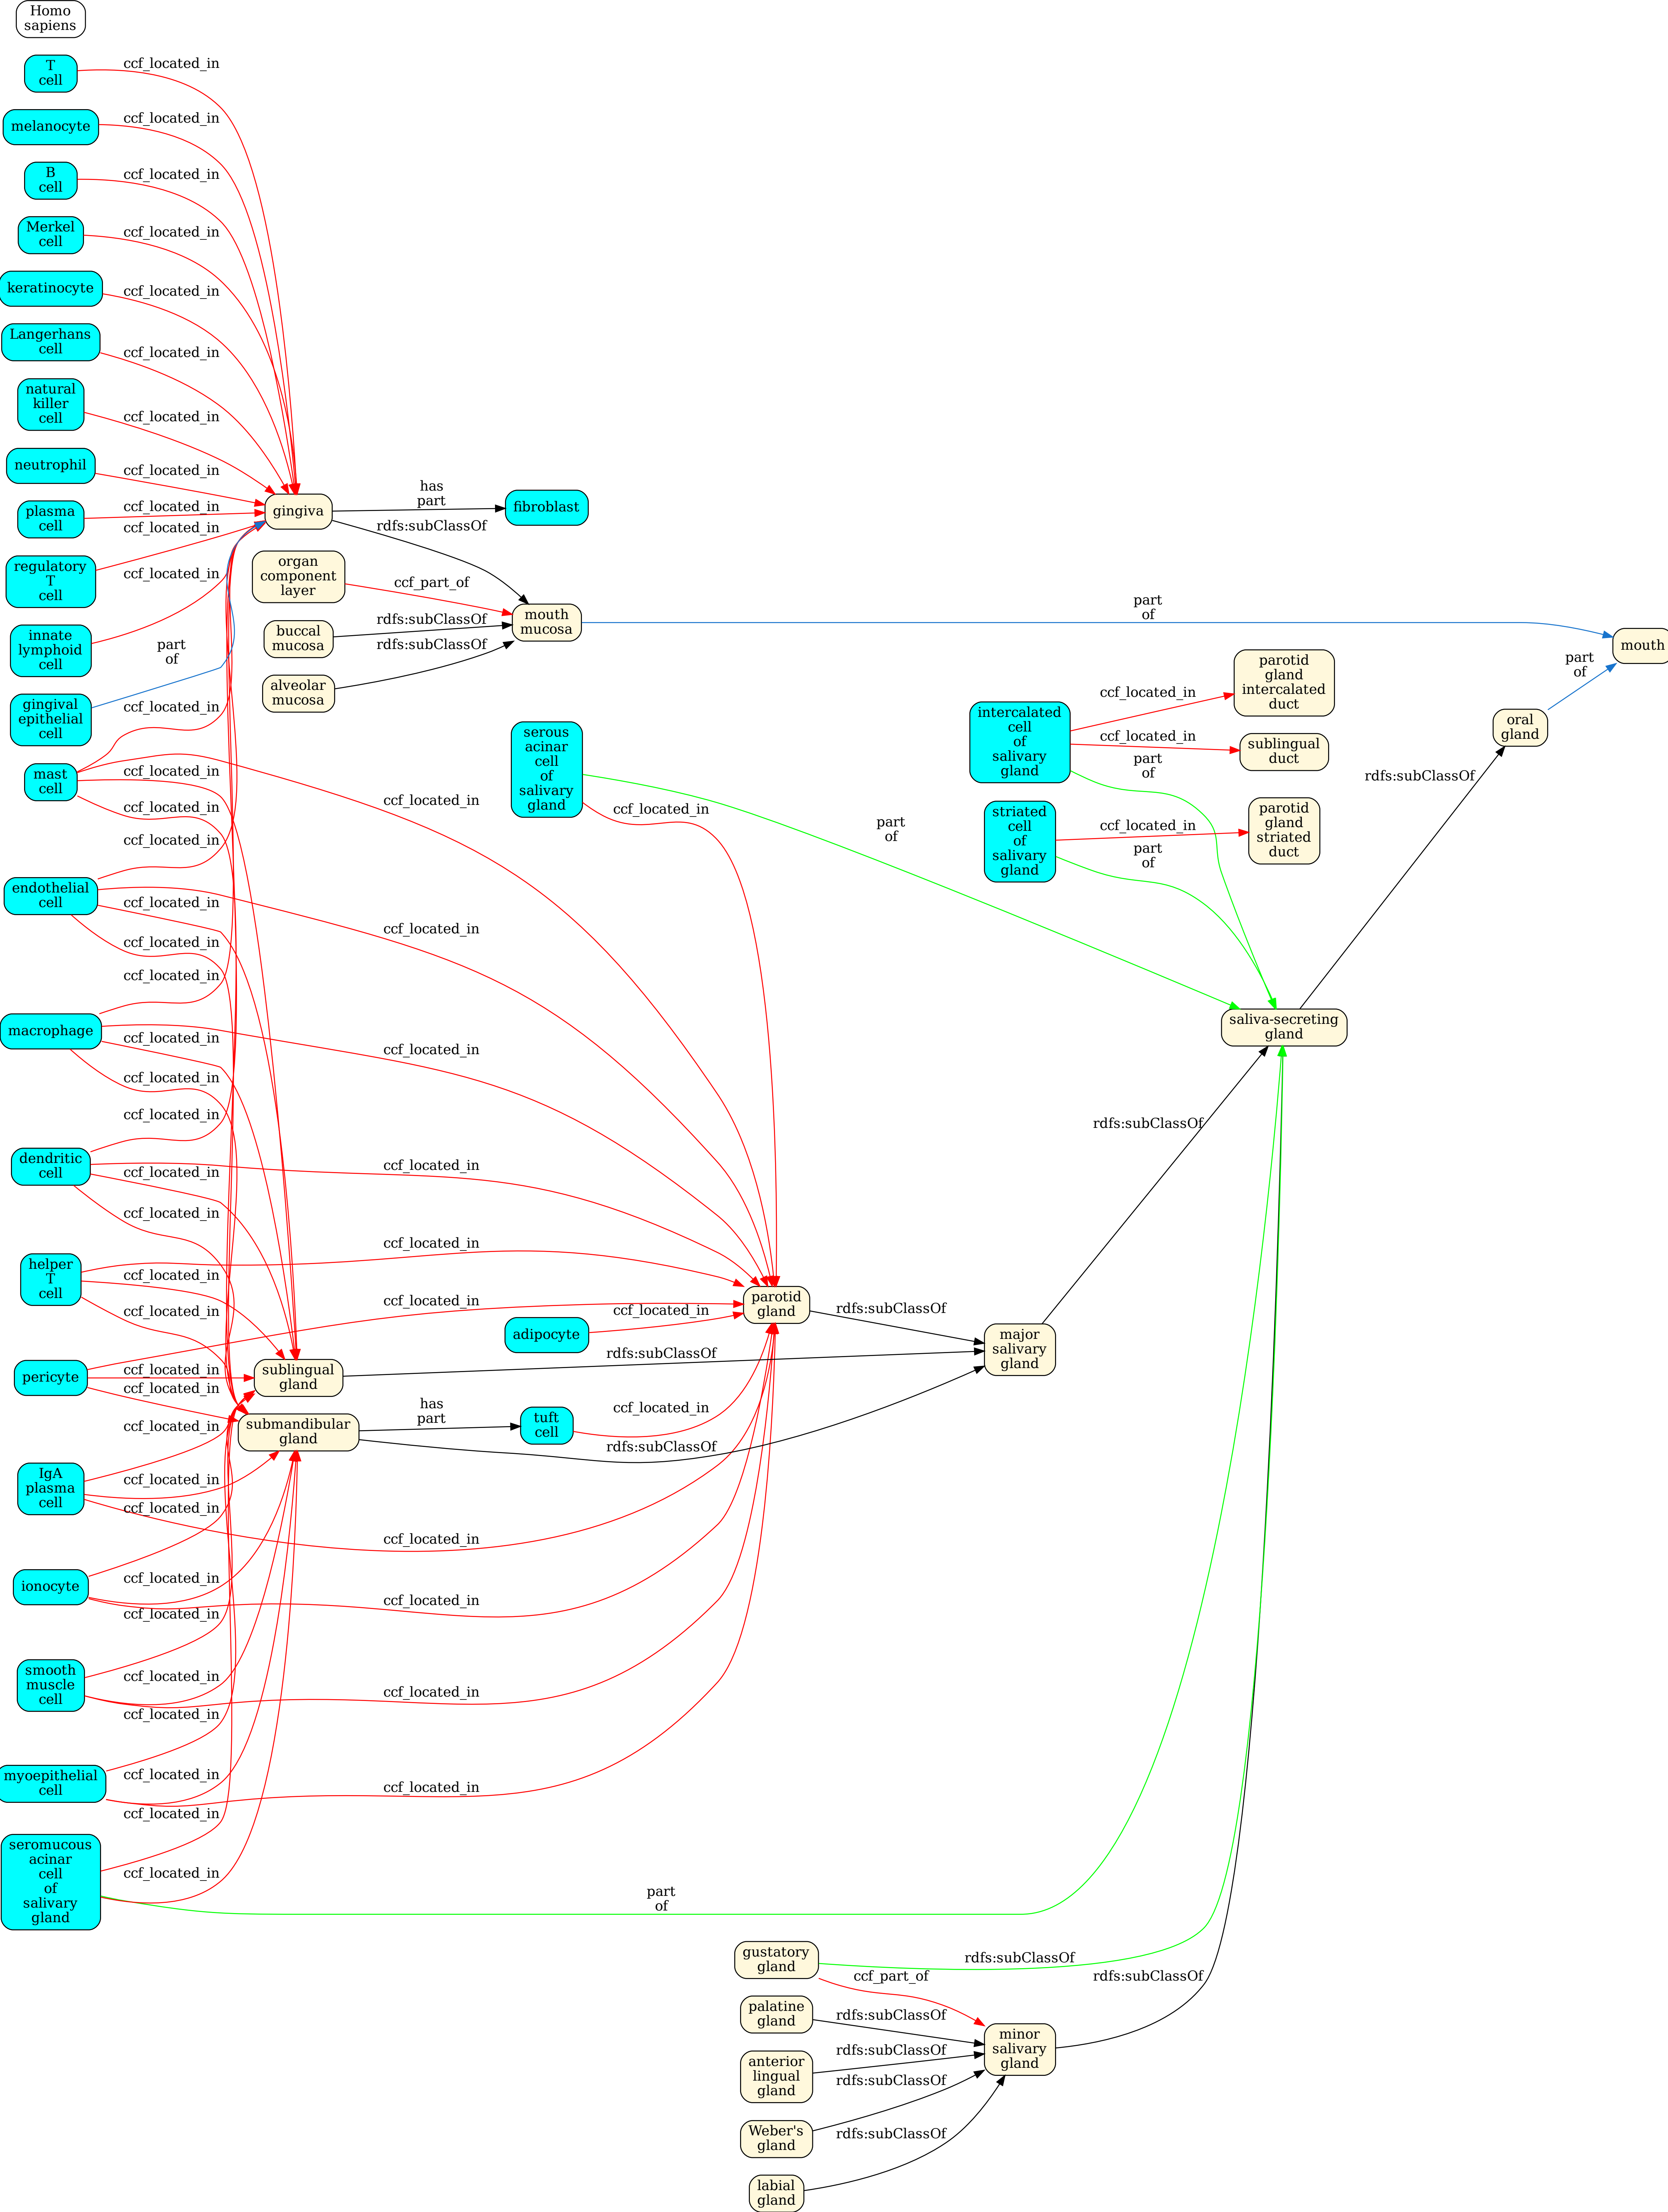 Homo
sapiens
T
cell
ccf_located_in
melanocyte
ccf_located_in
B
cell
ccf_located_in
Merkel
cell
ccf_located_in
keratinocyte
ccf_located_in
Langerhans
cell
ccf_located_in
natural
killer
cell
ccf_located_in
neutrophil
ccf_located_in
plasma
cell
ccf_located_in
regulatory
T
cell
ccf_located_in
innate
lymphoid
cell
ccf_located_in
gingival
epithelial
cell
part
of
gingiva
has
part
fibroblast
rdfs:subClassOf
organ
component
layer
ccf_part_of
buccal
mucosa
rdfs:subClassOf
alveolar
mucosa
rdfs:subClassOf
mouth
mucosa
part
of
mouth
mast
cell
ccf_located_in
ccf_located_in
ccf_located_in
ccf_located_in
serous
acinar
cell
of
salivary
gland
ccf_located_in
part
of
intercalated
cell
of
salivary
gland
ccf_located_in
ccf_located_in
part
of
parotid
gland
intercalated
duct
sublingual
duct
striated
cell
of
salivary
gland
ccf_located_in
part
of
parotid
gland
striated
duct
oral
gland
part
of
rdfs:subClassOf
endothelial
cell
ccf_located_in
ccf_located_in
ccf_located_in
ccf_located_in
macrophage
ccf_located_in
ccf_located_in
ccf_located_in
ccf_located_in
saliva-secreting
gland
dendritic
cell
ccf_located_in
ccf_located_in
ccf_located_in
ccf_located_in
rdfs:subClassOf
helper
T
cell
ccf_located_in
ccf_located_in
ccf_located_in
pericyte
ccf_located_in
ccf_located_in
ccf_located_in
adipocyte
ccf_located_in
parotid
gland
rdfs:subClassOf
major
salivary
gland
sublingual
gland
rdfs:subClassOf
submandibular
gland
has
part
tuft
cell
ccf_located_in
rdfs:subClassOf
IgA
plasma
cell
ccf_located_in
ccf_located_in
ccf_located_in
ionocyte
ccf_located_in
ccf_located_in
ccf_located_in
smooth
muscle
cell
ccf_located_in
ccf_located_in
ccf_located_in
myoepithelial
cell
ccf_located_in
ccf_located_in
ccf_located_in
seromucous
acinar
cell
of
salivary
gland
ccf_located_in
ccf_located_in
part
of
gustatory
gland
rdfs:subClassOf
ccf_part_of
palatine
gland
rdfs:subClassOf
anterior
lingual
gland
rdfs:subClassOf
Weber's
gland
rdfs:subClassOf
labial
gland
rdfs:subClassOf
minor
salivary
gland
rdfs:subClassOf